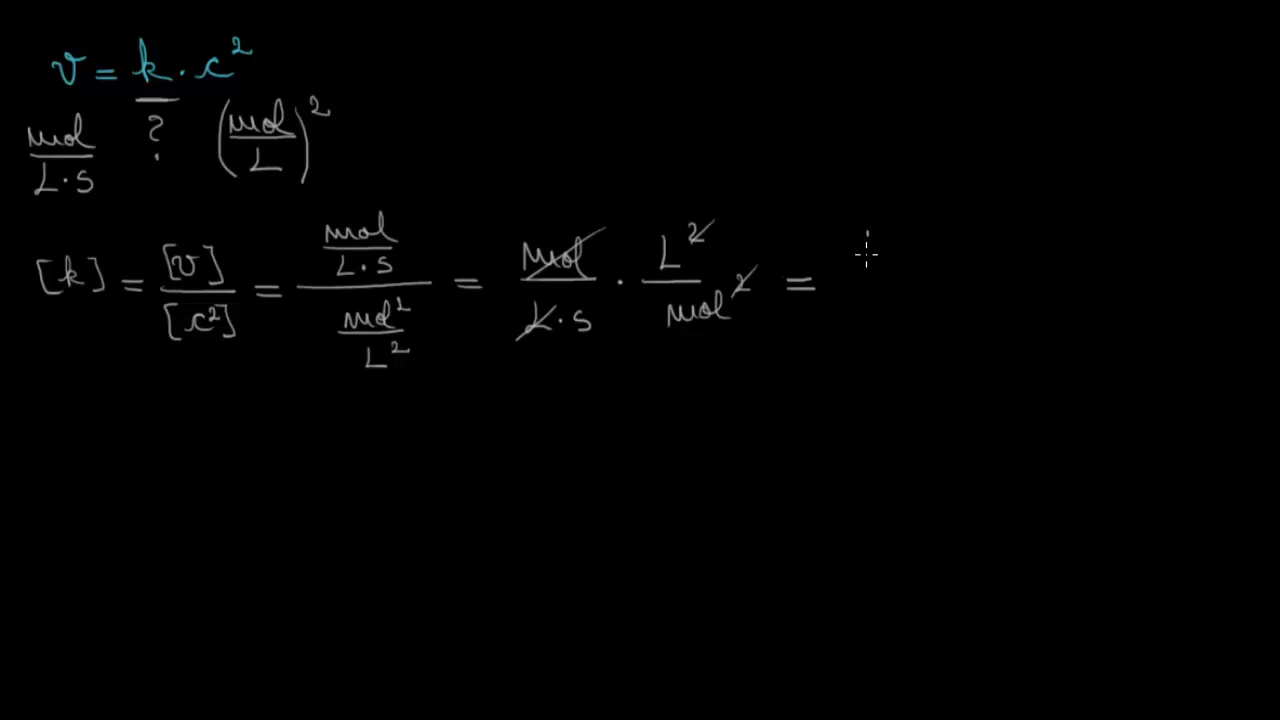 v = k · c²
mol/(L·s) ? (mol/L)²
[k] = [v]/[c²] = (mol/(L·s))/(mol²/L²) = mol/(L·s) · L²/mol² =